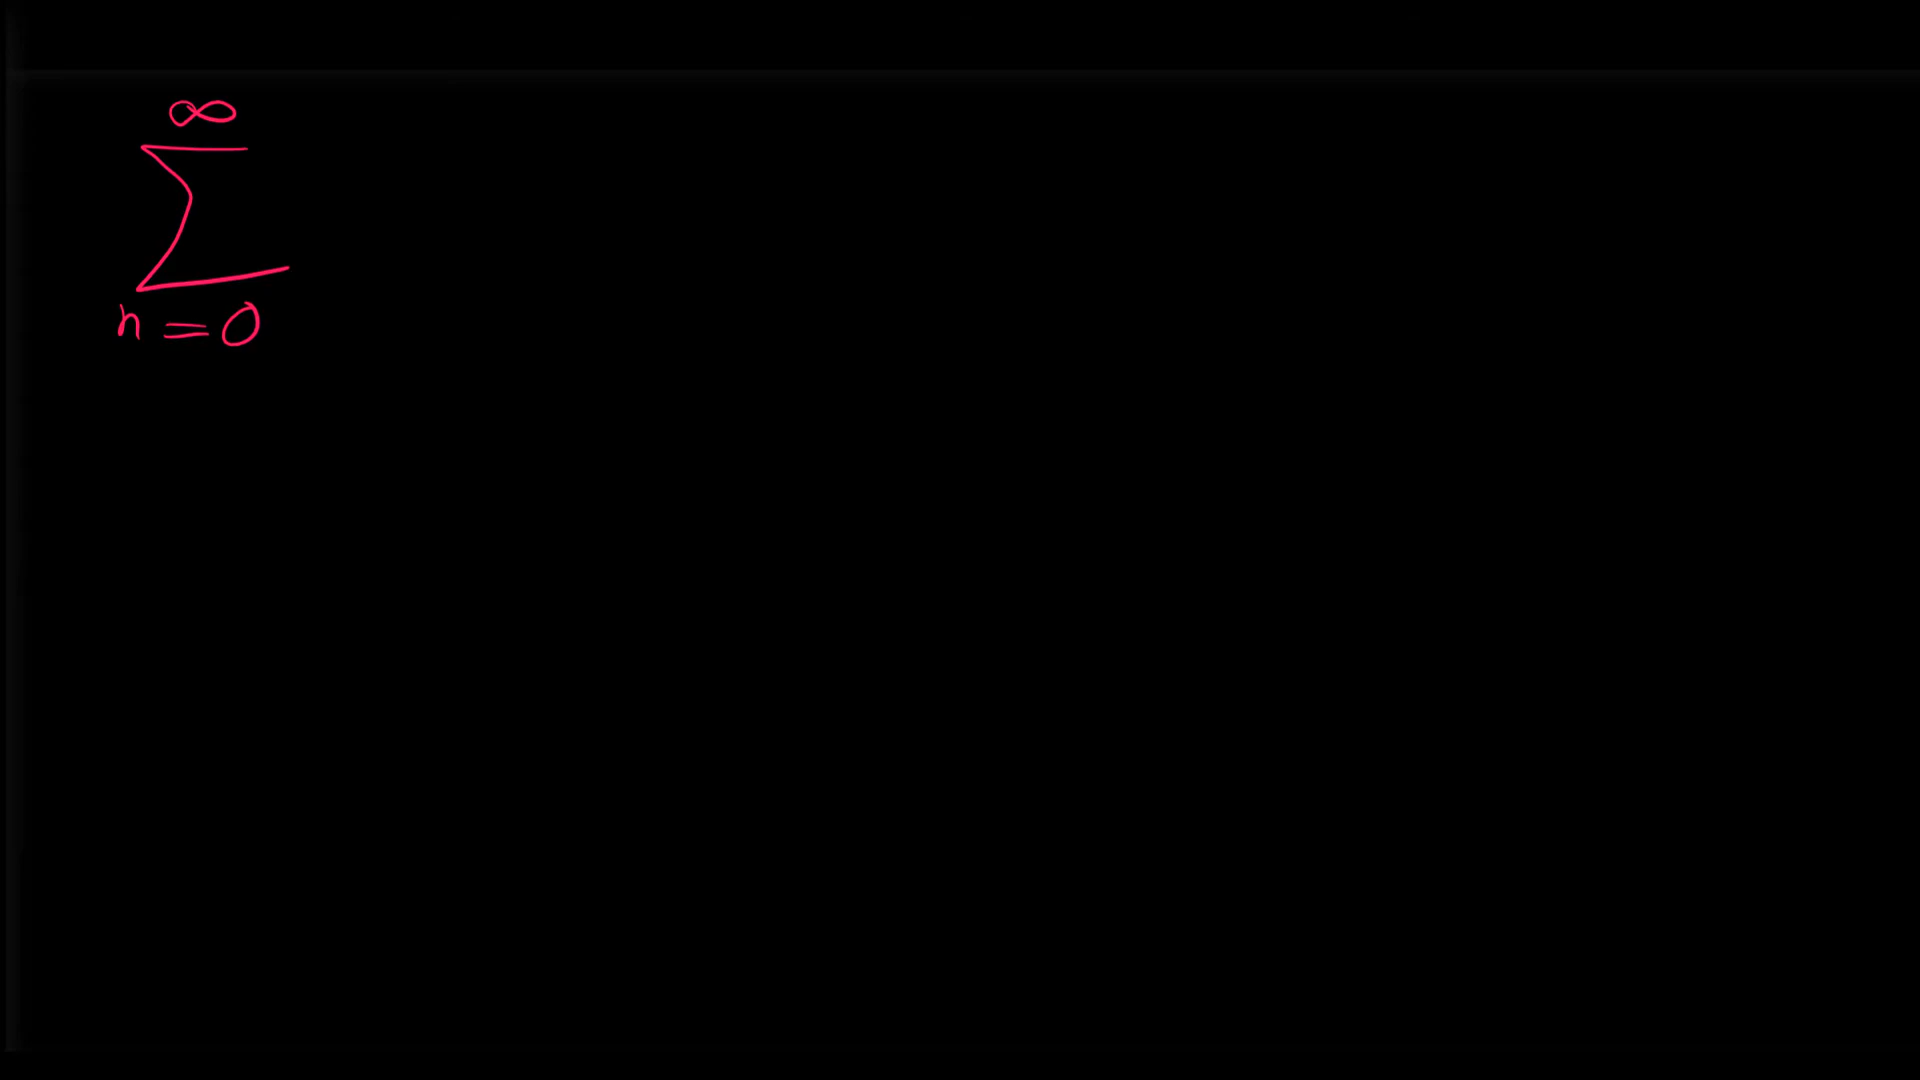 ∞
∑
n = 0